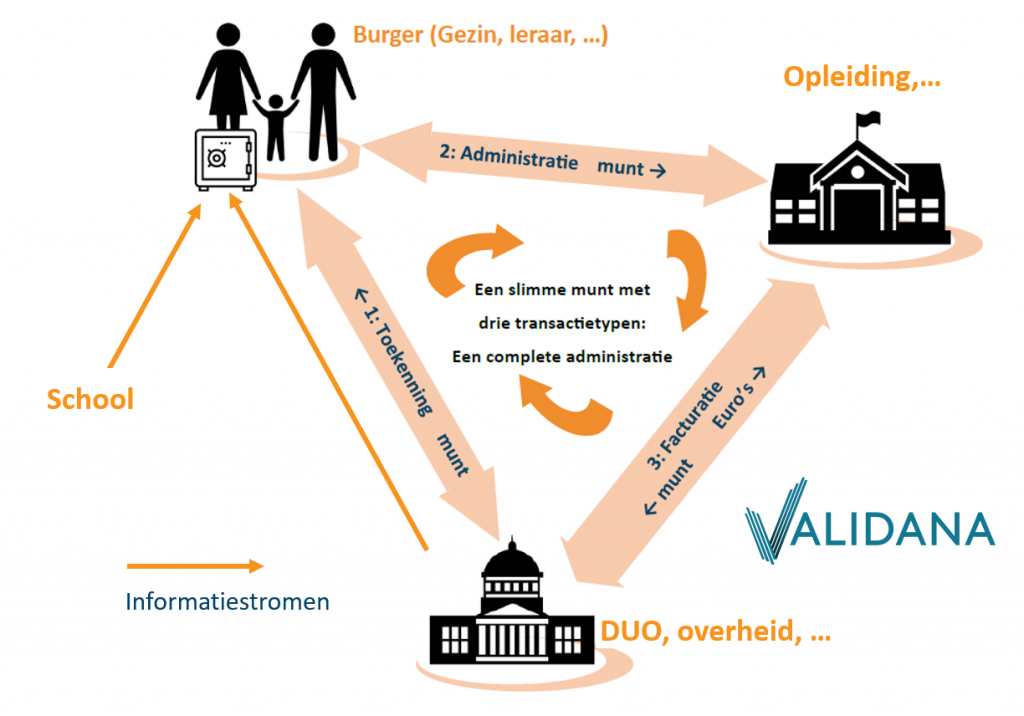 Burger (Gezin, leraar, ...)
Opleiding,...
2: Administratie munt →
Een slimme munt met
drie transactietypen:
Een complete administratie
← 1: Toekenning munt
3: Facturatie Euro's →
← munt
School
VALIDANA
Informatiestromen
DUO, overheid, ...